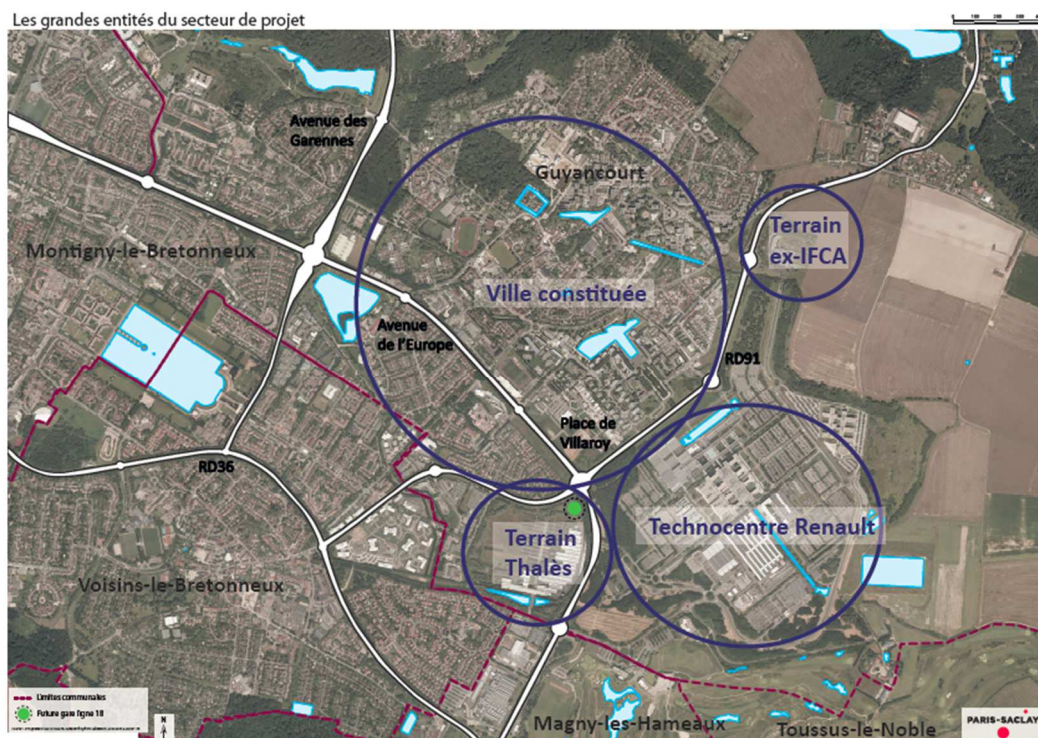 Les grandes entités du secteur de projet
Avenue des
Garennes
Guyancourt
Terrain
ex-IFCA
Montigny-le-Bretonneux
Ville constituée
Avenue
de l'Europe
RD91
Place de
Villaroy
RD36
Technocentre Renault
Terrain
Thalès
Voisins-le-Bretonneux
Limites communales
Future gare ligne 18
N
Magny-les-Hameaux
Toussus-le-Noble
PARIS-SACLAY